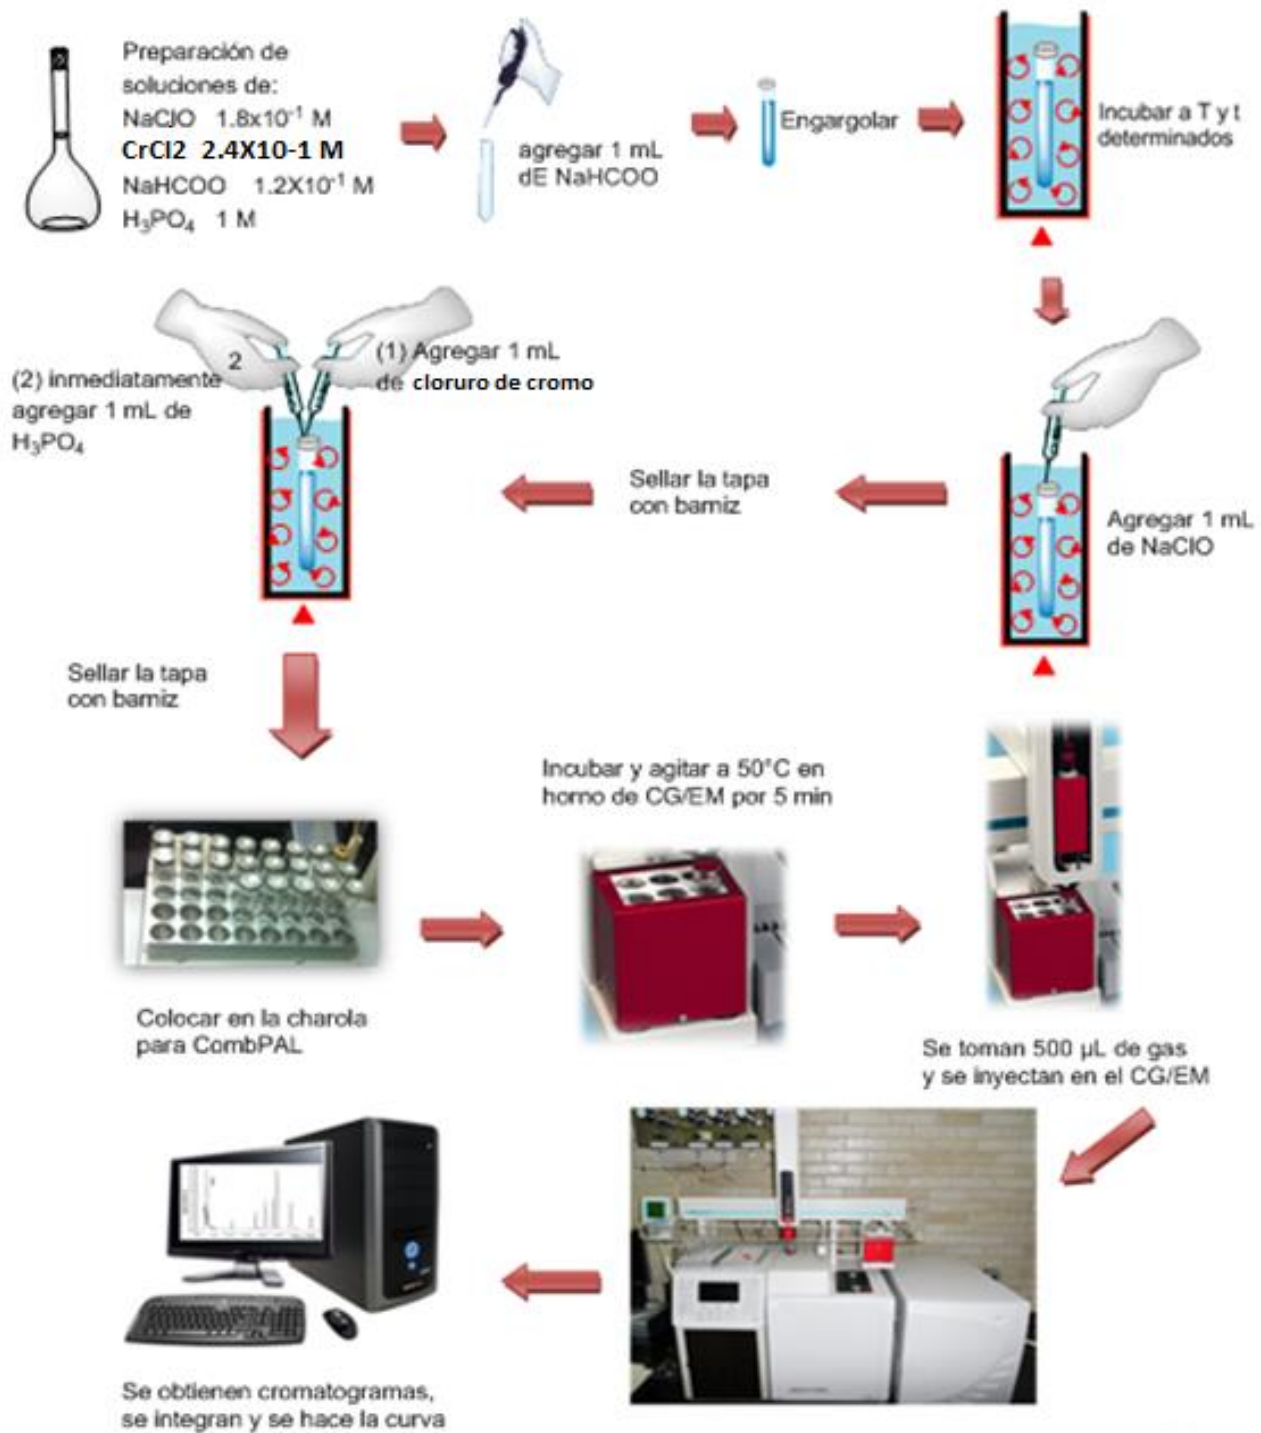 Preparación de
soluciones de:
NaClO 1.8x10⁻¹ M
CrCl2 2.4X10-1 M
NaHCOO 1.2X10⁻¹ M
H₃PO₄ 1 M
agregar 1 mL
dE NaHCOO
Engargolar
Incubar a T y t
determinados
Agregar 1 mL
de NaClO
Sellar la tapa
con barniz
(1) Agregar 1 mL
de cloruro de cromo
2
(2) inmediatamente
agregar 1 mL de
H₃PO₄
Sellar la tapa
con barniz
Colocar en la charola
para CombPAL
Incubar y agitar a 50°C en
horno de CG/EM por 5 min
Se toman 500 µL de gas
y se inyectan en el CG/EM
Se obtienen cromatogramas,
se integran y se hace la curva